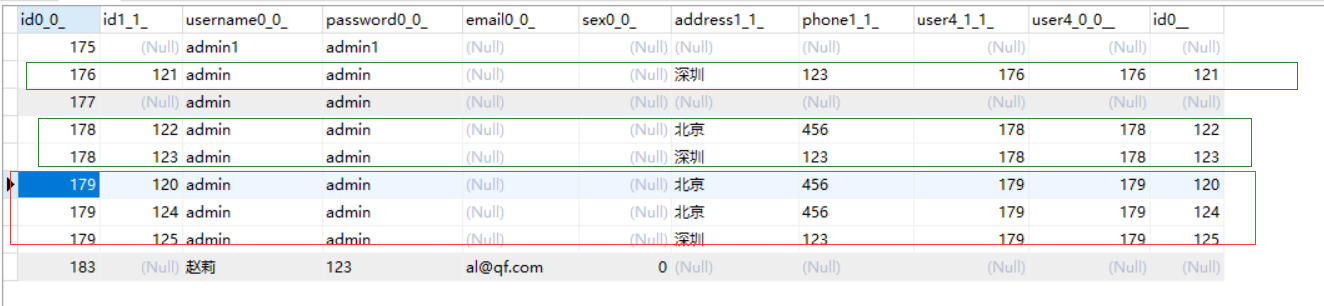 id0_0_ id1_1_ username0_0_ password0_0_ email0_0_ sex0_0_ address1_1_ phone1_1_ user4_1_1_ user4_0_0__ id0__
175 (Null) admin1 admin1 (Null) (Null) (Null) (Null) (Null) (Null) (Null)
176 121 admin admin (Null) (Null) 深圳 123 176 176 121
177 (Null) admin admin (Null) (Null) (Null) (Null) (Null) (Null) (Null)
178 122 admin admin (Null) (Null) 北京 456 178 178 122
178 123 admin admin (Null) (Null) 深圳 123 178 178 123
179 120 admin admin (Null) (Null) 北京 456 179 179 120
179 124 admin admin (Null) (Null) 北京 456 179 179 124
179 125 admin admin (Null) (Null) 深圳 123 179 179 125
183 (Null) 赵莉 123 al@qf.com 0 (Null) (Null) (Null) (Null) (Null)